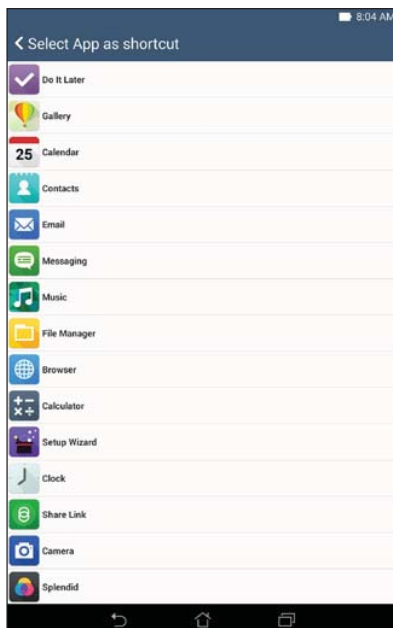 8:04 AM
Select App as shortcut
Do It Later
Gallery
25 Calendar
Contacts
Email
Messaging
Music
File Manager
Browser
Calculator
Setup Wizard
Clock
Share Link
Camera
Splendid